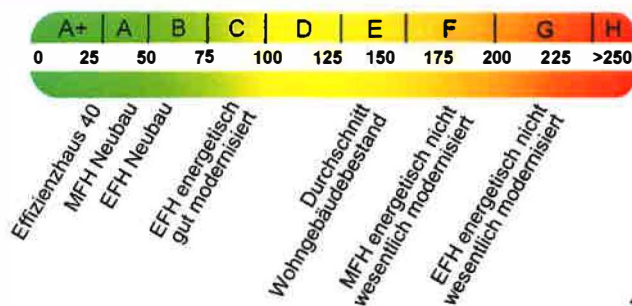 A+ A B C D E F G H
0 25 50 75 100 125 150 175 200 225 >250
Effizienzhaus 40
MFH Neubau
EFH Neubau
EFH energetisch
gut modernisiert
Durchschnitt
Wohngebäudebestand
MFH energetisch nicht
wesentlich modernisiert
EFH energetisch nicht
wesentlich modernisiert